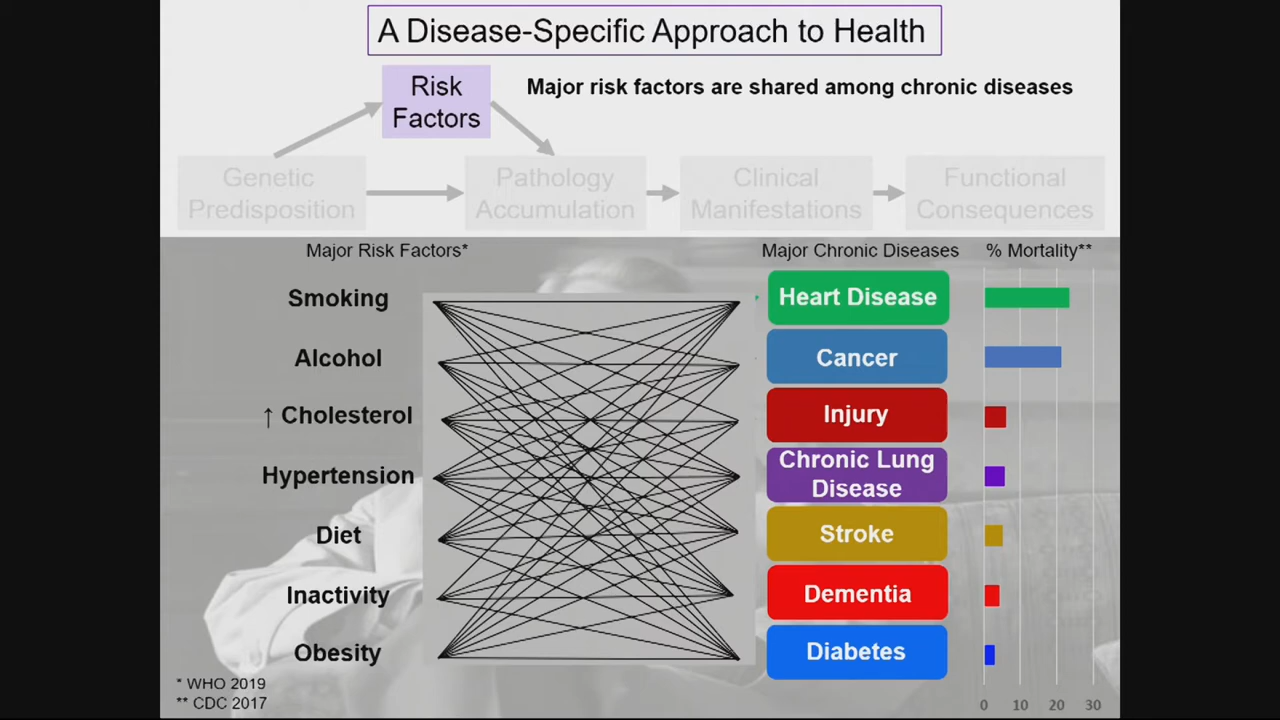 A Disease-Specific Approach to Health
Risk
Factors
Major risk factors are shared among chronic diseases
Genetic
Predisposition
Pathology
Accumulation
Clinical
Manifestations
Functional
Consequences
Major Risk Factors*
Major Chronic Diseases
% Mortality**
Smoking
Heart Disease
Alcohol
Cancer
↑ Cholesterol
Injury
Hypertension
Chronic Lung
Disease
Diet
Stroke
Inactivity
Dementia
Obesity
Diabetes
* WHO 2019
** CDC 2017
0 10 20 30